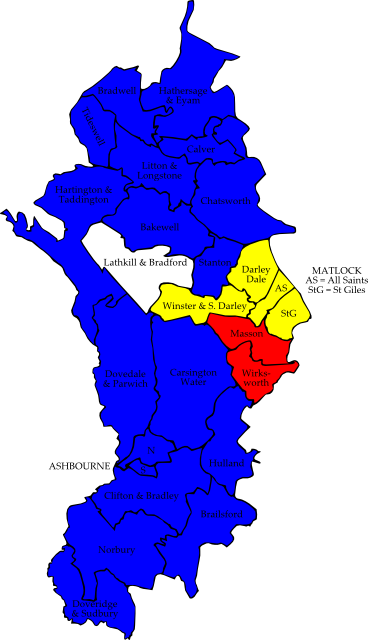 Bradwell
Hathersage
& Eyam
Tideswell
Calver
Litton &
Longstone
Hartington &
Taddington
Chatsworth
Bakewell
Lathkill & Bradford
Stanton
Darley
Dale
MATLOCK
AS = All Saints
StG = St Giles
AS
Winster & S. Darley
StG
Masson
Dovedale
& Parwich
Carsington
Water
Wirks-
worth
N
ASHBOURNE
S
Hulland
Clifton & Bradley
Brailsford
Norbury
Doveridge
& Sudbury